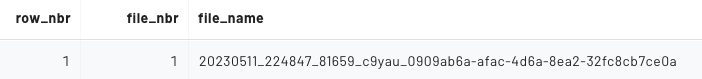 row_nbr file_nbr file_name
1 1 20230511_224847_81659_c9yau_0909ab6a-afac-4d6a-8ea2-32fc8cb7ce0a